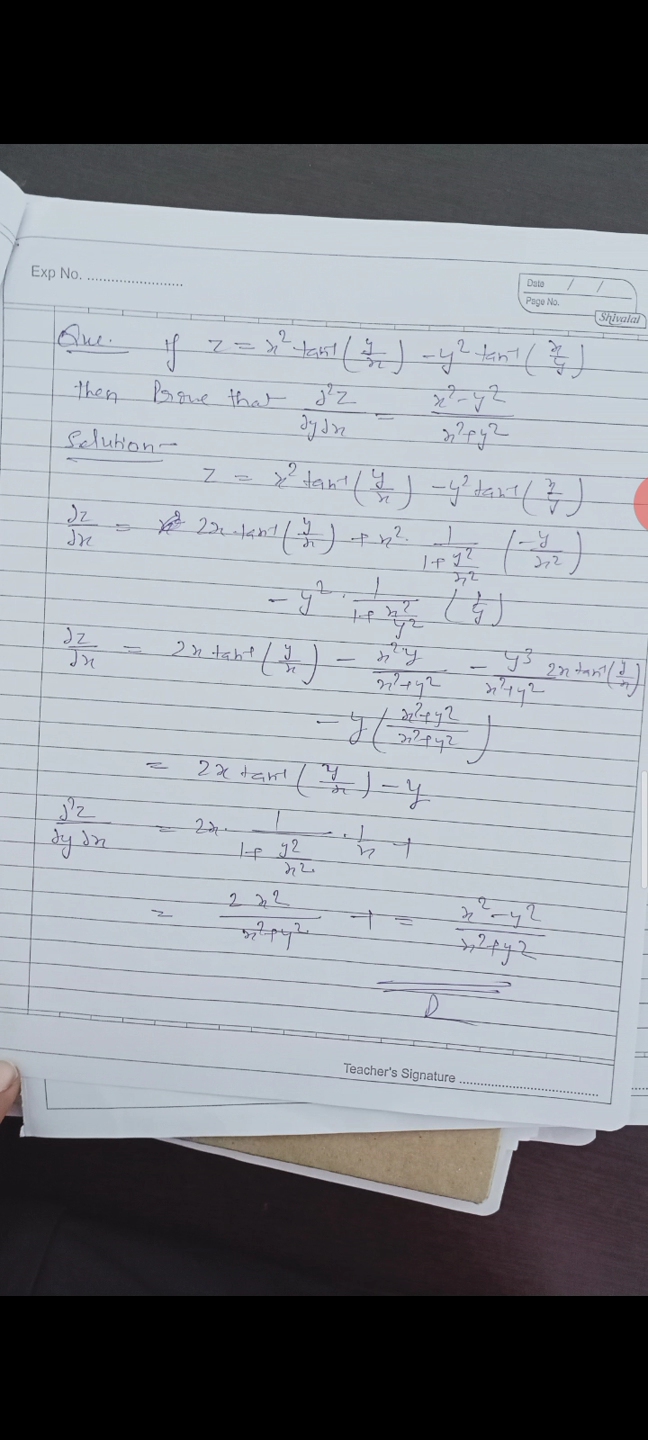 Exp No. ........................
Date / /
Page No.
Shivalal
Que. If z = x² tan⁻¹(y/x) - y² tan⁻¹(x/y)
then Prove that ∂²z/∂y∂x = x²-y²/x²+y²
Solution-
z = x² tan⁻¹(y/x) - y² tan⁻¹(x/y)
∂z/∂x = 2x tan⁻¹(y/x) + x² · 1/(1+y²/x²) (-y/x²)
- y² · 1/(1+x²/y²) (1/y)
∂z/∂x = 2x tan⁻¹(y/x) - x²y/x²+y² - y³/x²+y² 2x tan⁻¹(y/x)
- y(x²+y²/x²+y²)
= 2x tan⁻¹(y/x) - y
∂²z/∂y∂x = 2x · 1/(1+y²/x²) · 1/x -1
= 2x²/x²+y² -1 = x²-y²/x²+y²
Teacher's Signature ........................................